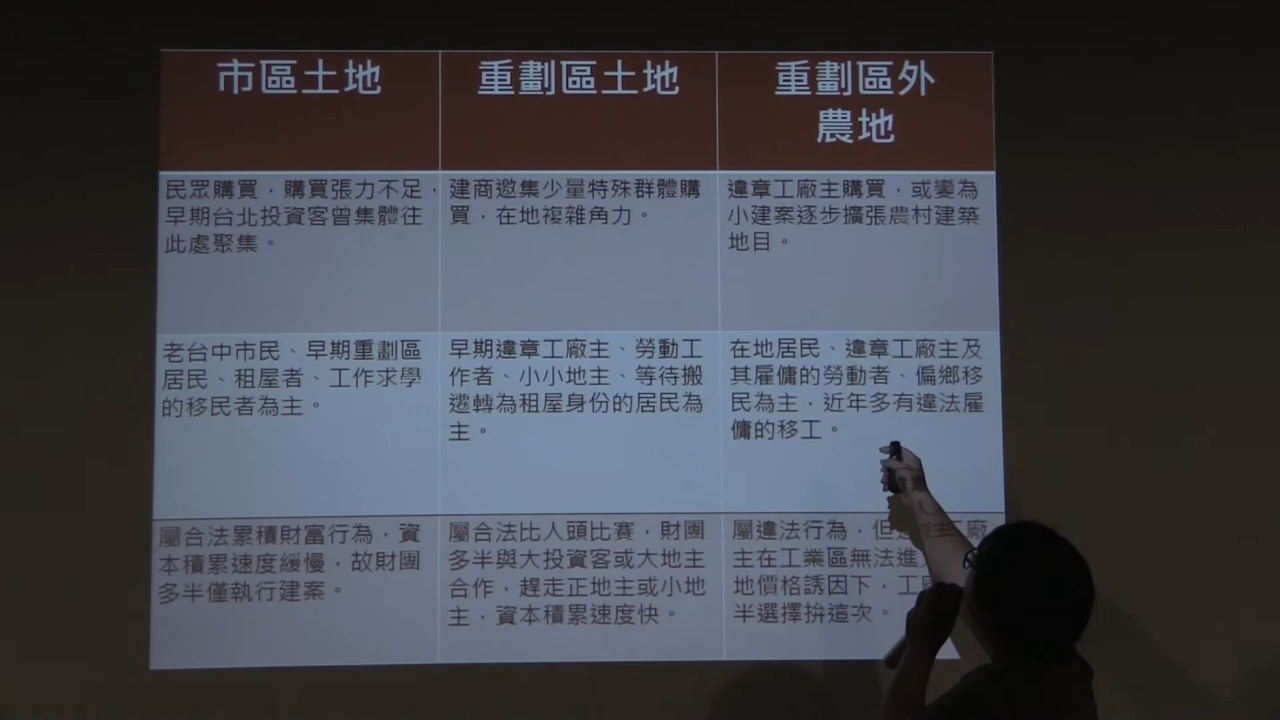 市區土地
重劃區土地
重劃區外
農地
民眾購買，購買張力不足，
早期台北投資客曾集體往
此處聚集。
建商邀集少量特殊群體購
買，在地複雜角力。
違章工廠主購買，或變為
小建案逐步擴張農村建築
地目。
老台中市民、早期重劃區
居民、租屋者、工作求學
的移民者為主。
早期違章工廠主、勞動工
作者、小小地主、等待搬
遷轉為租屋身份的居民為
主。
在地居民、違章工廠主及
其雇傭的勞動者、偏鄉移
民為主，近年多有違法雇
傭的移工。
屬合法累積財富行為，資
本積累速度緩慢，故財團
多半僅執行建案。
屬合法比人頭比賽，財團
多半與大投資客或大地主
合作，趕走正地主或小地
主，資本積累速度快。
屬違法行為，但 廠
主在工業區無法進
地價格誘因下，工
半選擇拚這次。